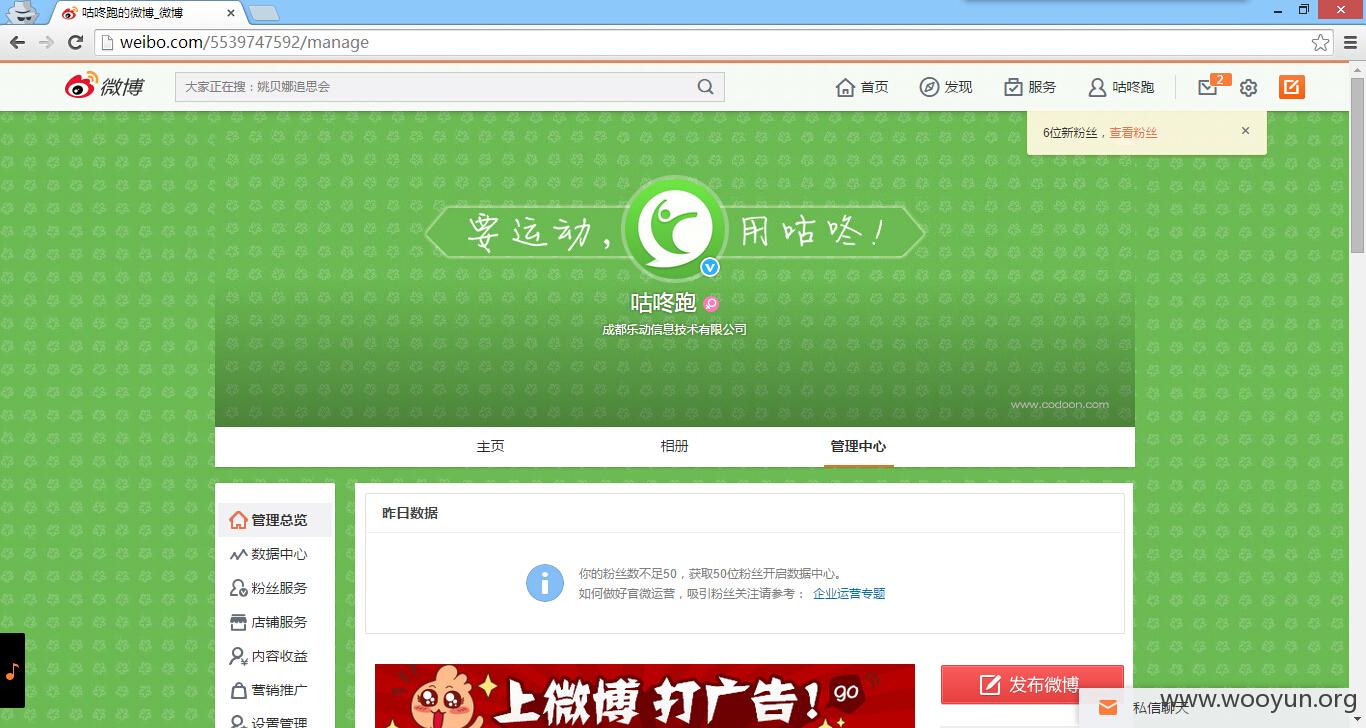 咕咚跑的微博_微博
weibo.com/5539747592/manage
微博
大家正在搜：姚贝娜追思会
首页
发现
服务
咕咚跑
2
6位新粉丝，查看粉丝
要运动，用咕咚！
咕咚跑
成都乐动信息技术有限公司
www.codoon.com
主页
相册
管理中心
管理总览
数据中心
粉丝服务
店铺服务
内容收益
营销推广
设置管理
昨日数据
你的粉丝数不足50，获取50位粉丝开启数据中心。
如何做好官微运营，吸引粉丝关注请参考： 企业运营专题
上微博 打广告！ go
发布微博
私信聊天
www.wooyun.org